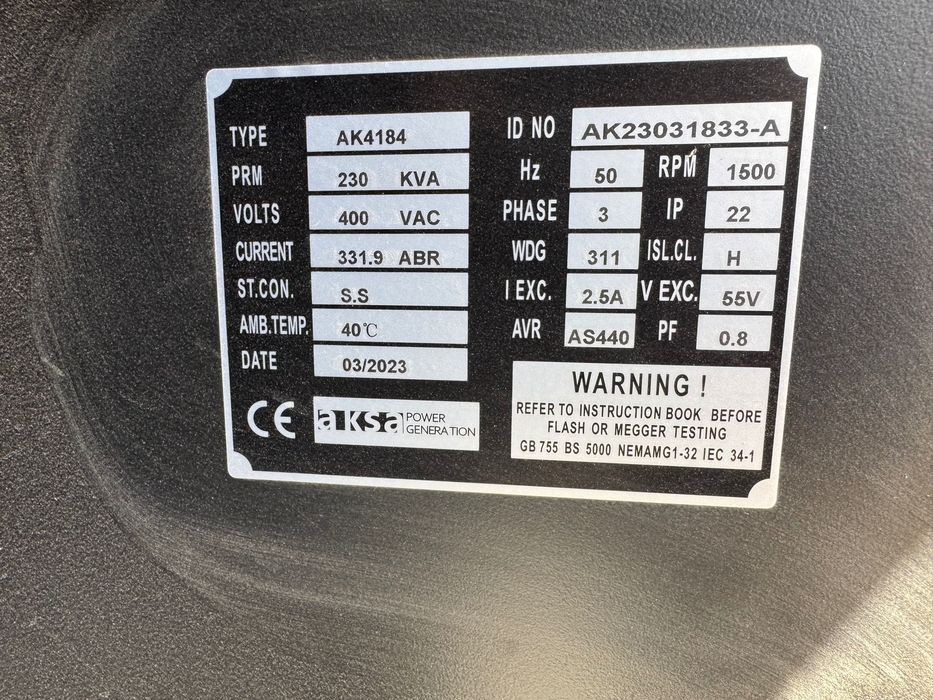 TYPE AK4184
PRM 230 KVA
VOLTS 400 VAC
CURRENT 331.9 ABR
ST.CON. S.S
AMB.TEMP. 40℃
DATE 03/2023
CE aksa POWER
GENERATION
ID NO AK23031833-A
Hz 50 RPM 1500
PHASE 3 IP 22
WDG 311 ISL.CL. H
I EXC. 2.5A V EXC. 55V
AVR AS440 PF 0.8
WARNING !
REFER TO INSTRUCTION BOOK BEFORE
FLASH OR MEGGER TESTING
GB 755 BS 5000 NEMAMG1-32 IEC 34-1